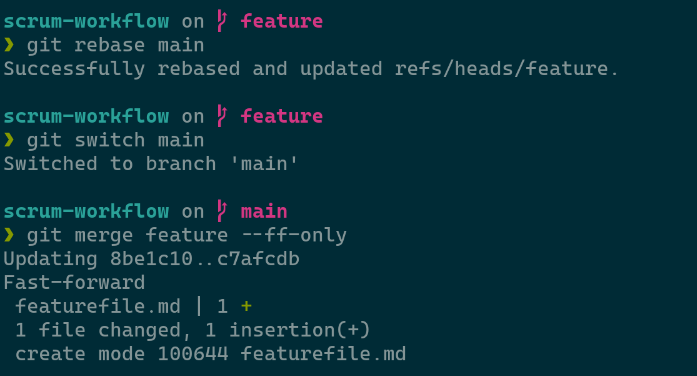 scrum-workflow on feature
❯ git rebase main
Successfully rebased and updated refs/heads/feature.
scrum-workflow on feature
❯ git switch main
Switched to branch 'main'
scrum-workflow on main
❯ git merge feature --ff-only
Updating 8be1c10..c7afcdb
Fast-forward
featurefile.md | 1 +
1 file changed, 1 insertion(+)
create mode 100644 featurefile.md